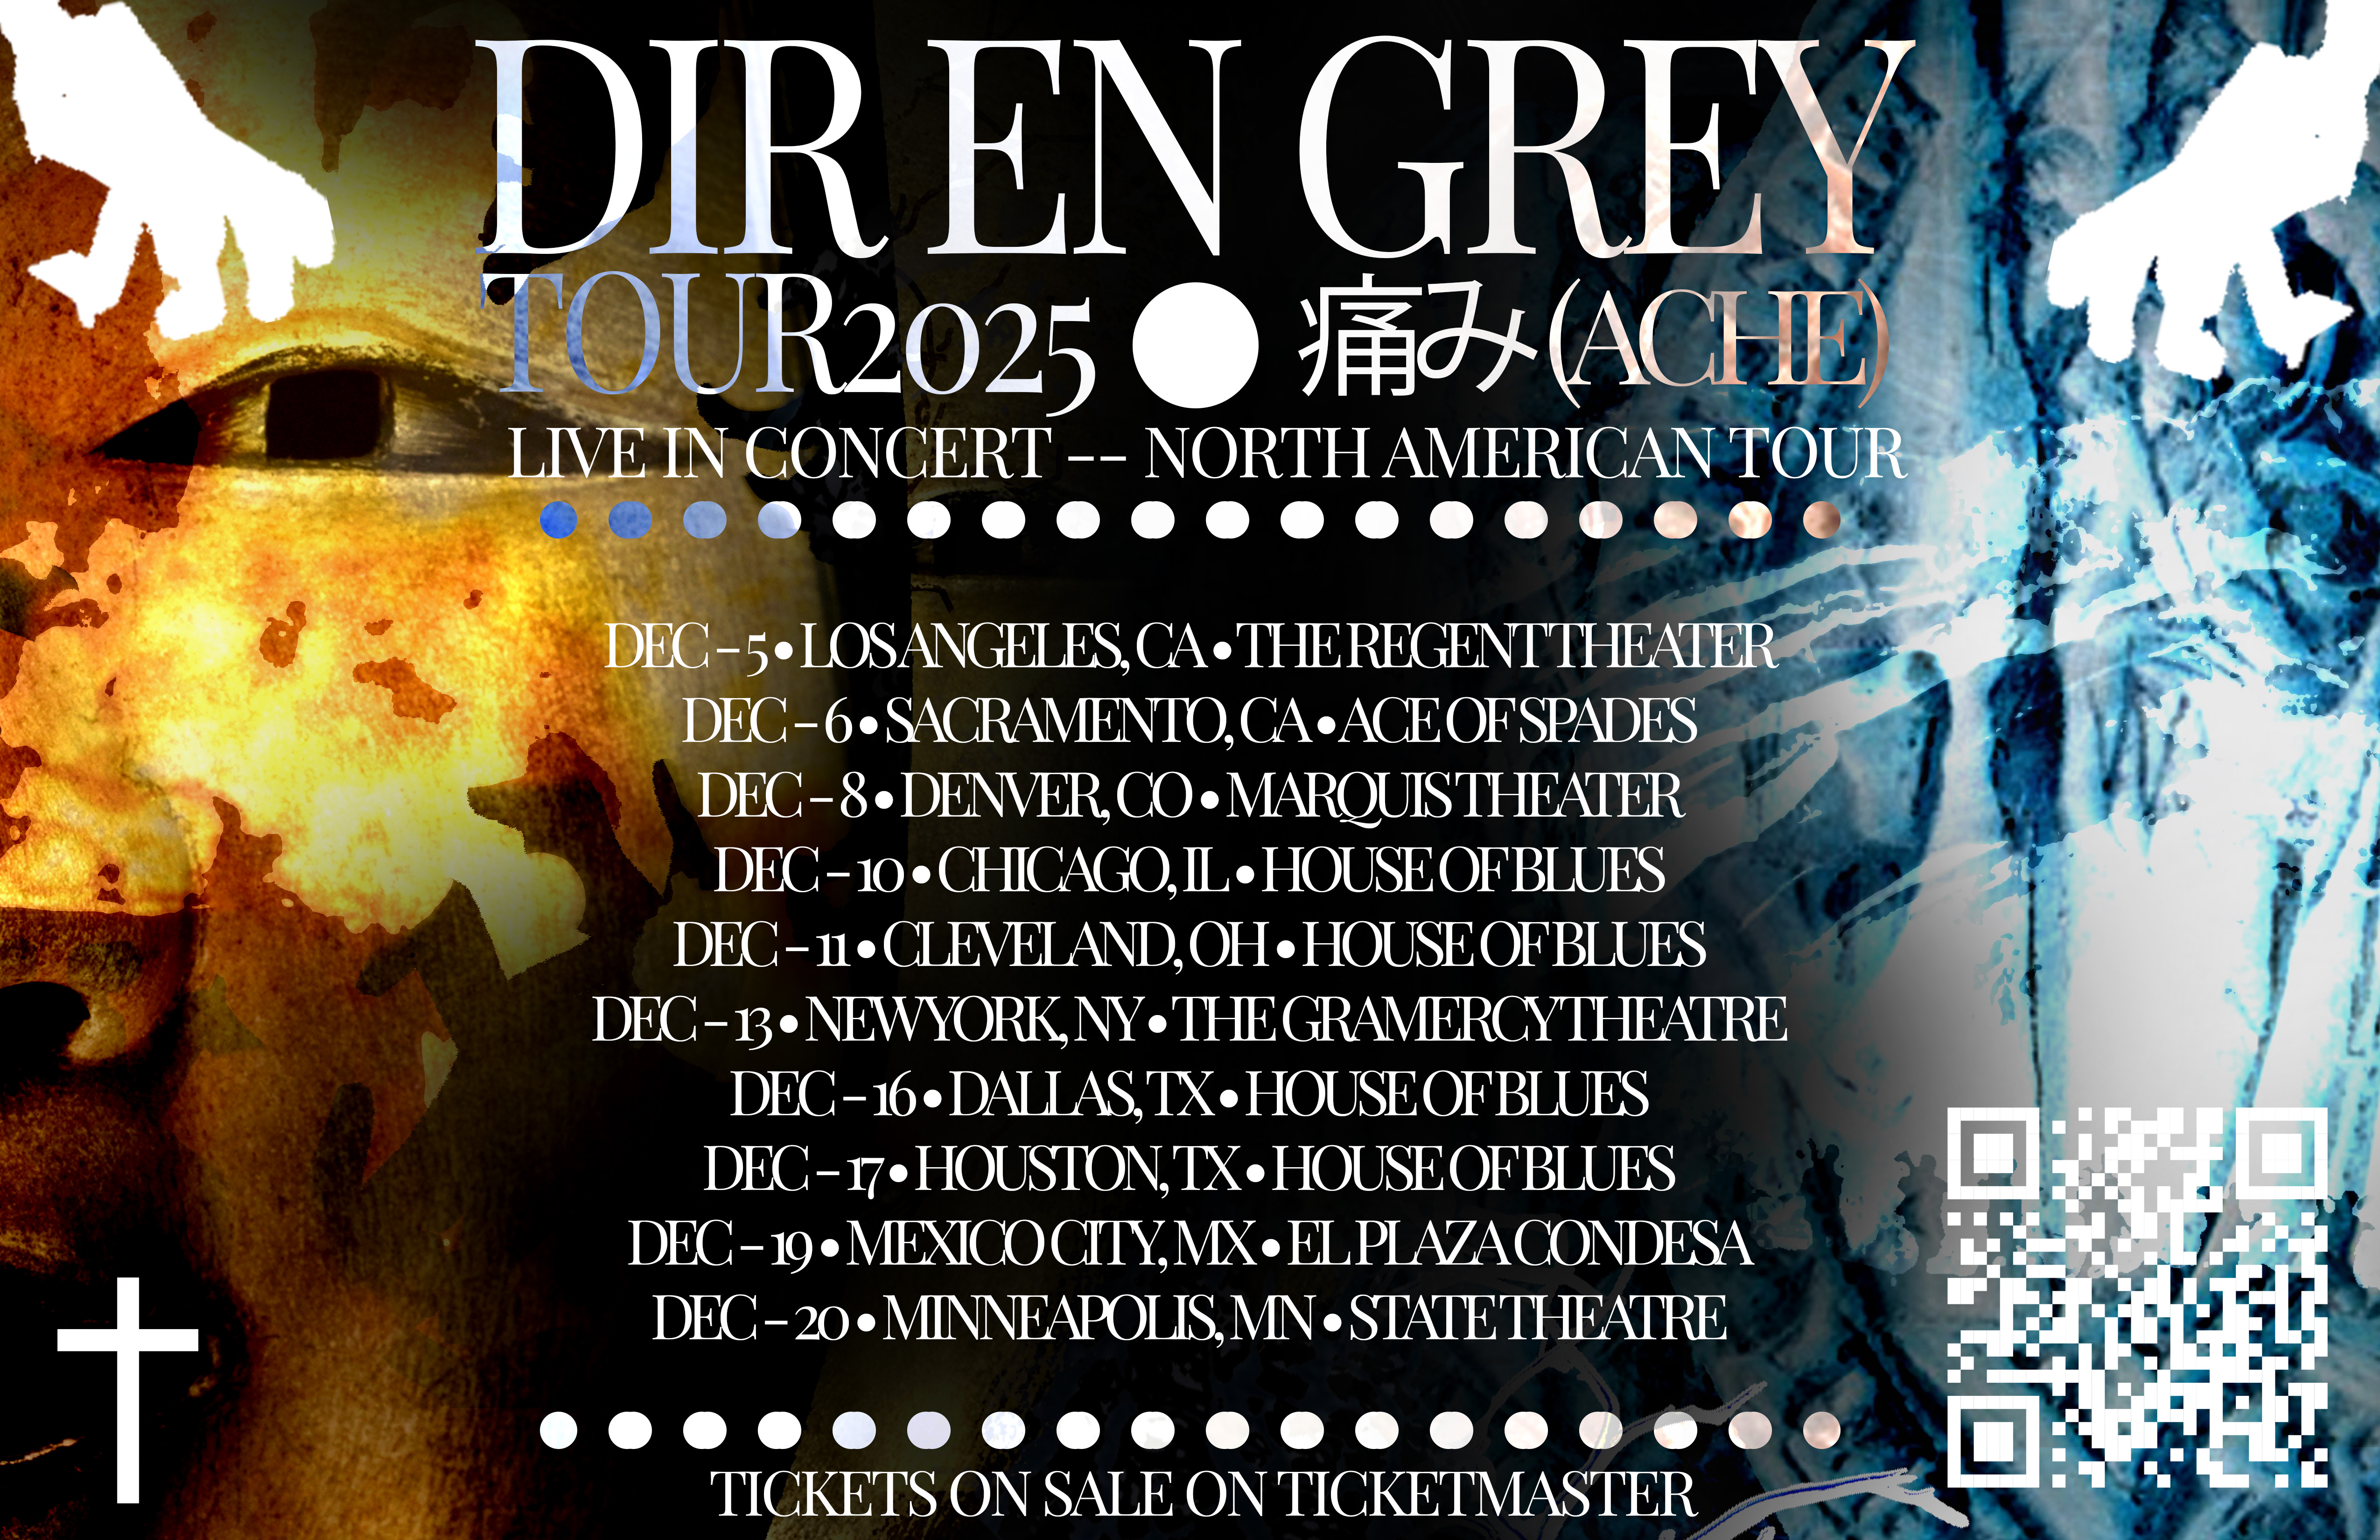 DIR EN GREY
TOUR2025 ● 痛み (ACHE)
LIVE IN CONCERT -- NORTH AMERICAN TOUR
DEC - 5 • LOS ANGELES, CA • THE REGENT THEATER
DEC - 6 • SACRAMENTO, CA • ACE OF SPADES
DEC - 8 • DENVER, CO • MARQUIS THEATER
DEC - 10 • CHICAGO, IL • HOUSE OF BLUES
DEC - 11 • CLEVELAND, OH • HOUSE OF BLUES
DEC - 13 • NEW YORK, NY • THE GRAMERCY THEATRE
DEC - 16 • DALLAS, TX • HOUSE OF BLUES
DEC - 17 • HOUSTON, TX • HOUSE OF BLUES
DEC - 19 • MEXICO CITY, MX • EL PLAZA CONDESA
DEC - 20 • MINNEAPOLIS, MN • STATE THEATRE
TICKETS ON SALE ON TICKETMASTER